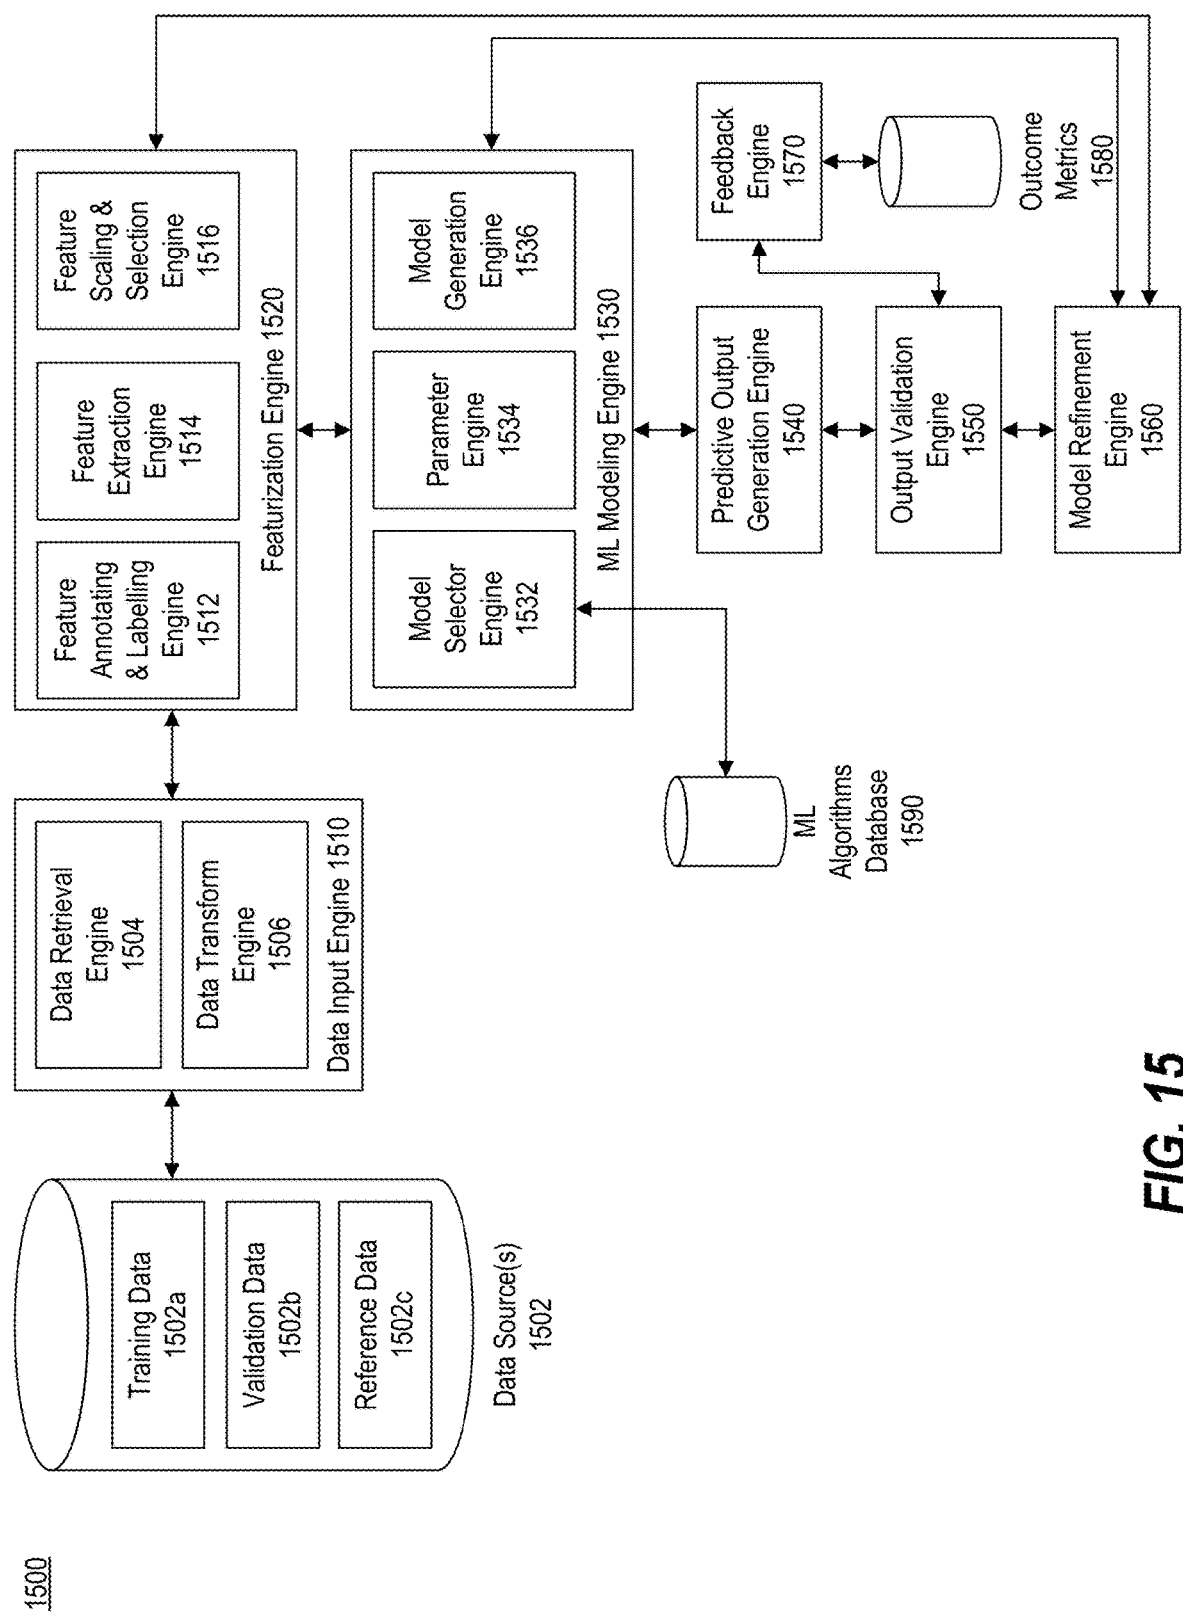 1500
Training Data
1502a
Validation Data
1502b
Reference Data
1502c
Data Source(s)
1502
Data Retrieval
Engine
1504
Data Transform
Engine
1506
Data Input Engine 1510
Feature
Annotating
& Labelling
Engine
1512
Feature
Extraction
Engine
1514
Feature
Scaling &
Selection
Engine
1516
Featurization Engine 1520
Model
Selector
Engine
1532
Parameter
Engine
1534
Model
Generation
Engine
1536
ML Modeling Engine 1530
ML
Algorithms
Database
1590
Predictive Output
Generation Engine
1540
Feedback
Engine
1570
Output Validation
Engine
1550
Outcome
Metrics
1580
Model Refinement
Engine
1560
FIG. 15